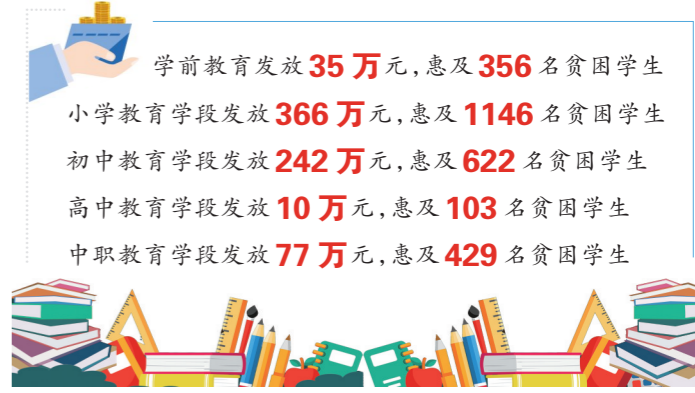 学前教育发放35万元,惠及356名贫困学生
小学教育学段发放366万元,惠及1146名贫困学生
初中教育学段发放242万元,惠及622名贫困学生
高中教育学段发放10万元,惠及103名贫困学生
中职教育学段发放77万元,惠及429名贫困学生